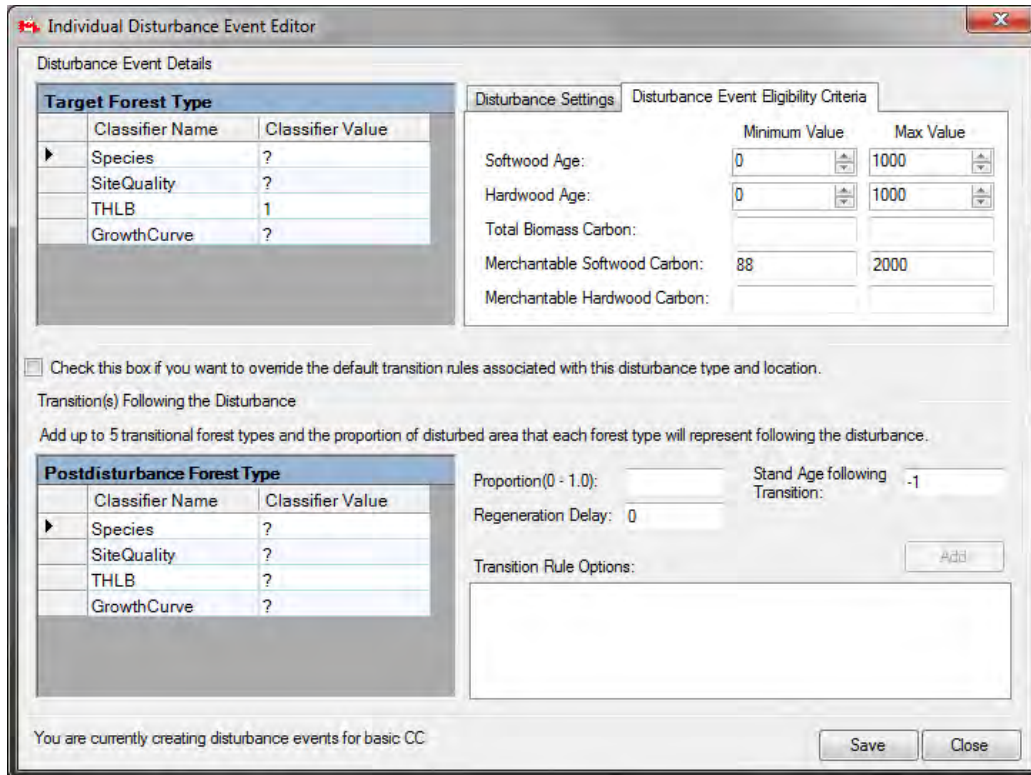 Individual Disturbance Event Editor
Disturbance Event Details
Target Forest Type
Classifier Name Classifier Value
Species ?
SiteQuality ?
THLB 1
GrowthCurve ?
Disturbance Settings Disturbance Event Eligibility Criteria
Minimum Value Max Value
Softwood Age: 0 1000
Hardwood Age: 0 1000
Total Biomass Carbon:
Merchantable Softwood Carbon: 88 2000
Merchantable Hardwood Carbon:
Check this box if you want to override the default transition rules associated with this disturbance type and location.
Transition(s) Following the Disturbance
Add up to 5 transitional forest types and the proportion of disturbed area that each forest type will represent following the disturbance.
Postdisturbance Forest Type
Classifier Name Classifier Value
Species ?
SiteQuality ?
THLB ?
GrowthCurve ?
Proportion(0 - 1.0):
Stand Age following
Transition: -1
Regeneration Delay: 0
Add
Transition Rule Options:
You are currently creating disturbance events for basic CC
Save Close